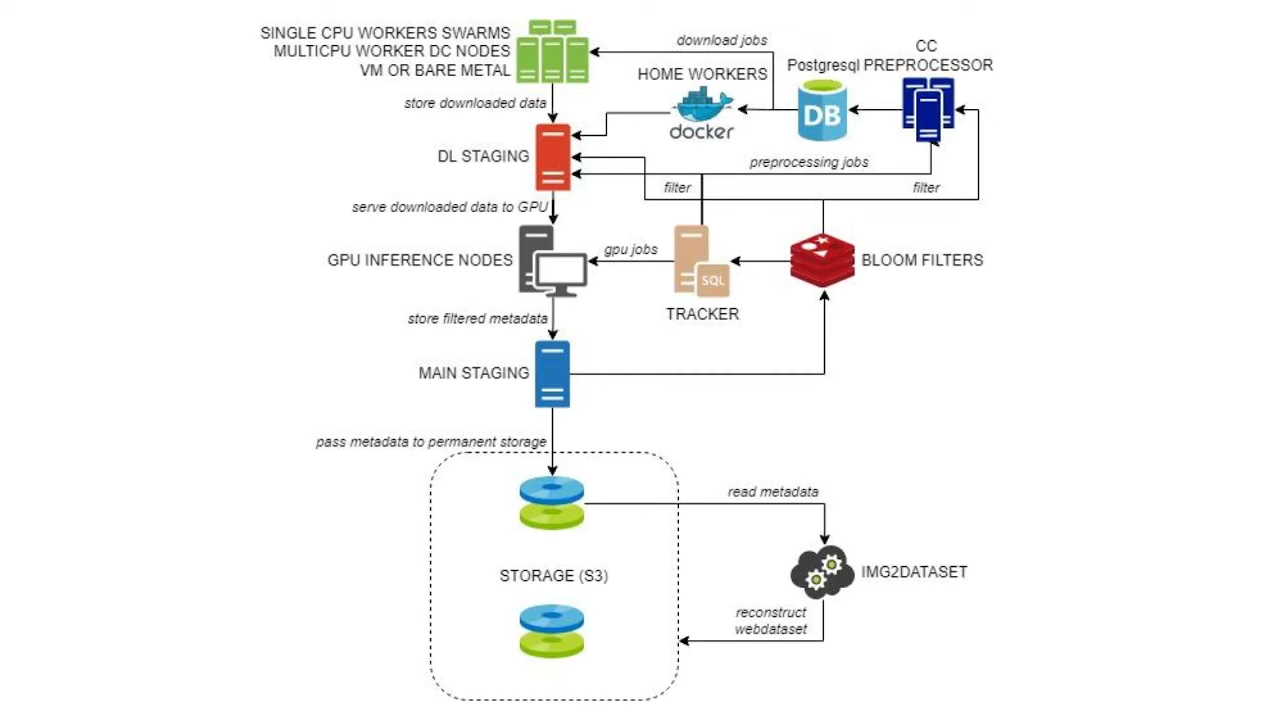 SINGLE CPU WORKERS SWARMS
MULTICPU WORKER DC NODES
VM OR BARE METAL
download jobs
CC
Postgresql PREPROCESSOR
HOME WORKERS
docker
DB
store downloaded data
DL STAGING
preprocessing jobs
filter
filter
serve downloaded data to GPU
GPU INFERENCE NODES
gpu jobs
SQL
BLOOM FILTERS
TRACKER
store filtered metadata
MAIN STAGING
pass metadata to permanent storage
read metadata
STORAGE (S3)
IMG2DATASET
reconstruct
webdataset